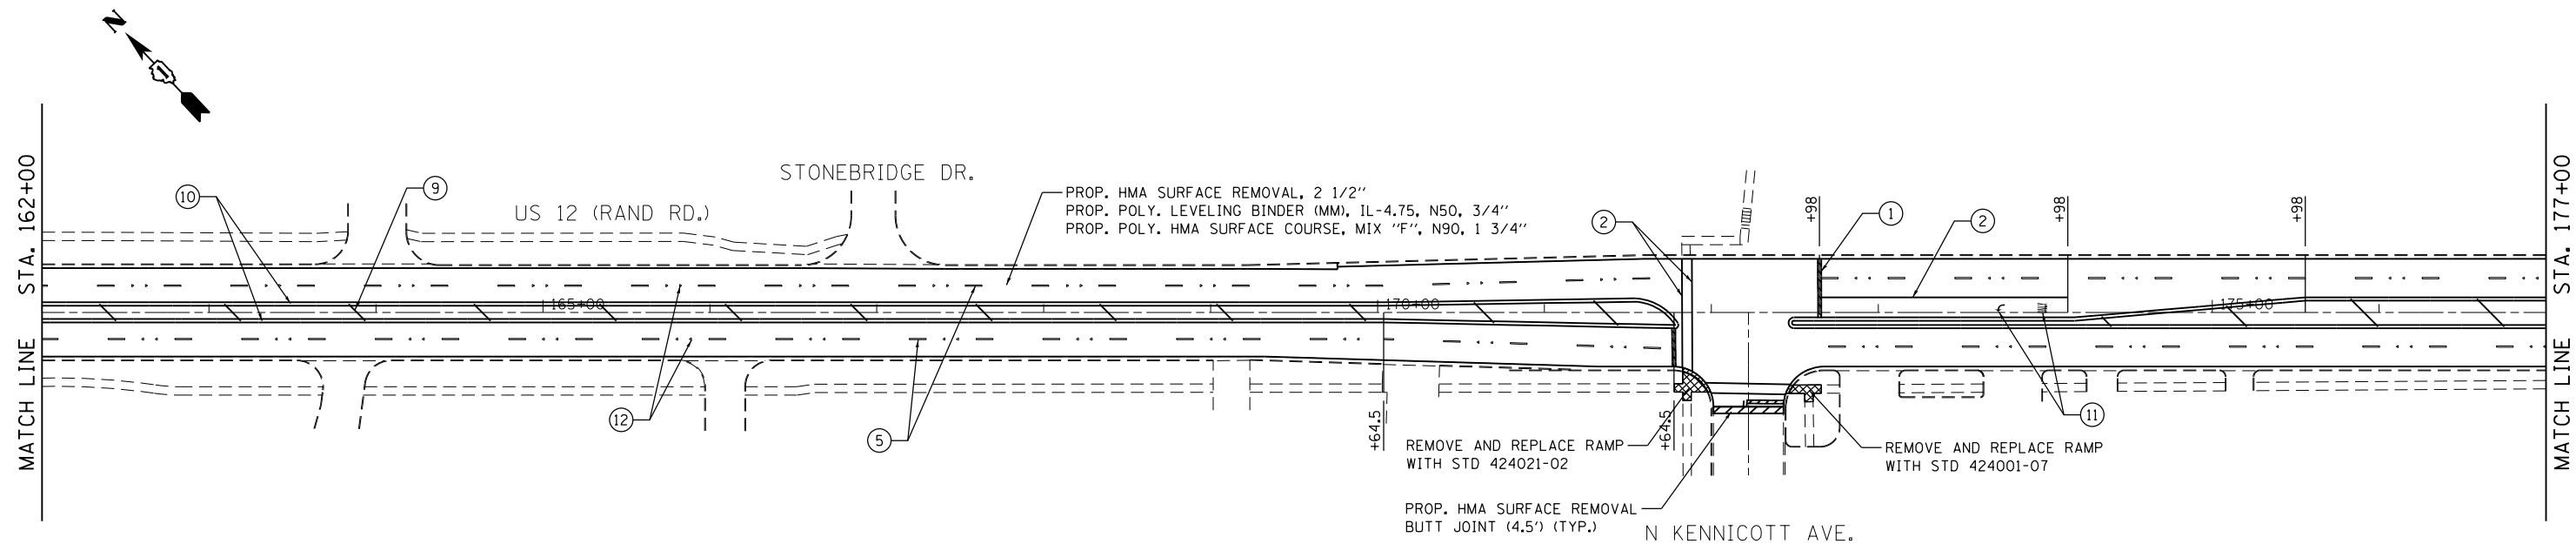 N
MATCH LINE STA. 162+00
10
9
US 12 (RAND RD.)
STONEBRIDGE DR.
PROP. HMA SURFACE REMOVAL, 2 1/2"
PROP. POLY. LEVELING BINDER (MM), IL-4.75, N50, 3/4"
PROP. POLY. HMA SURFACE COURSE, MIX "F", N90, 1 3/4"
2
+98
1
+98
2
+98
MATCH LINE STA. 177+00
165+00
170+00
175+00
12
5
+64.5
+64.5
11
REMOVE AND REPLACE RAMP
WITH STD 424021-02
REMOVE AND REPLACE RAMP
WITH STD 424001-07
PROP. HMA SURFACE REMOVAL
BUTT JOINT (4.5') (TYP.)
N KENNICOTT AVE.